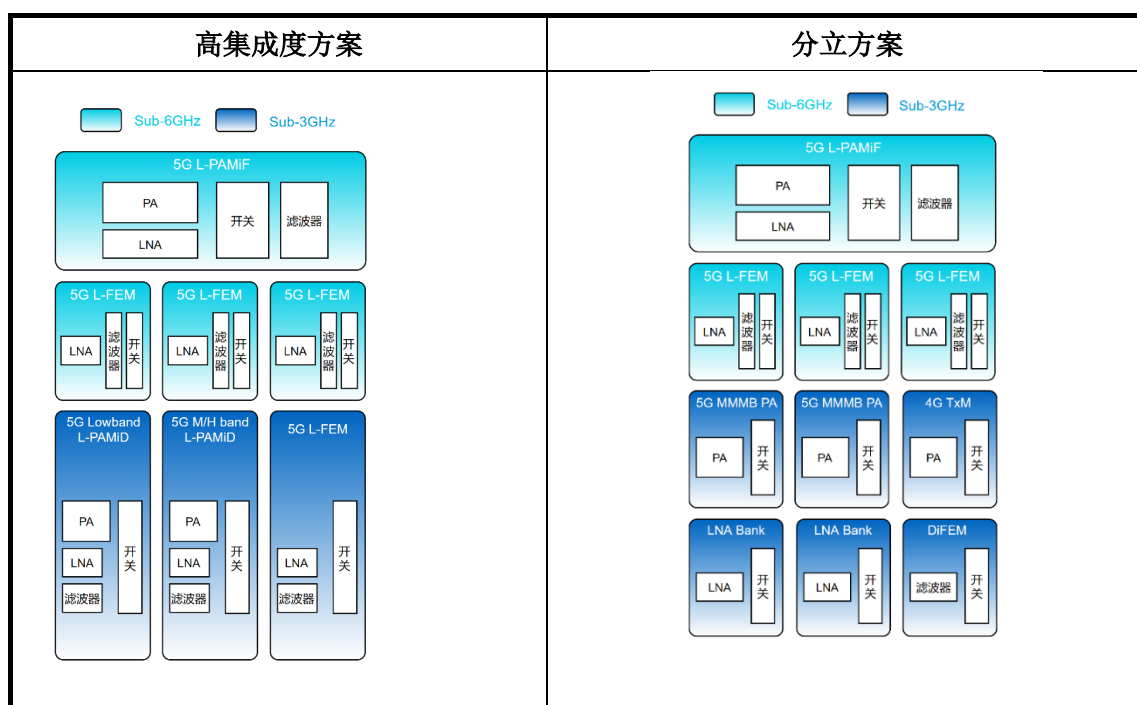 高集成度方案
分立方案
Sub-6GHz
Sub-3GHz
5G L-PAMiF
PA
LNA
开关
滤波器
5G L-FEM
LNA
滤波器
开关
5G L-FEM
LNA
滤波器
开关
5G L-FEM
LNA
滤波器
开关
5G Lowband
L-PAMiD
PA
LNA
滤波器
开关
5G M/H band
L-PAMiD
PA
LNA
滤波器
开关
5G L-FEM
LNA
滤波器
开关
Sub-6GHz
Sub-3GHz
5G L-PAMiF
PA
LNA
开关
滤波器
5G L-FEM
LNA
滤波器
开关
5G L-FEM
LNA
滤波器
开关
5G L-FEM
LNA
滤波器
开关
5G MMMB PA
PA
开关
5G MMMB PA
PA
开关
4G TxM
PA
开关
LNA Bank
LNA
开关
LNA Bank
LNA
开关
DiFEM
滤波器
开关